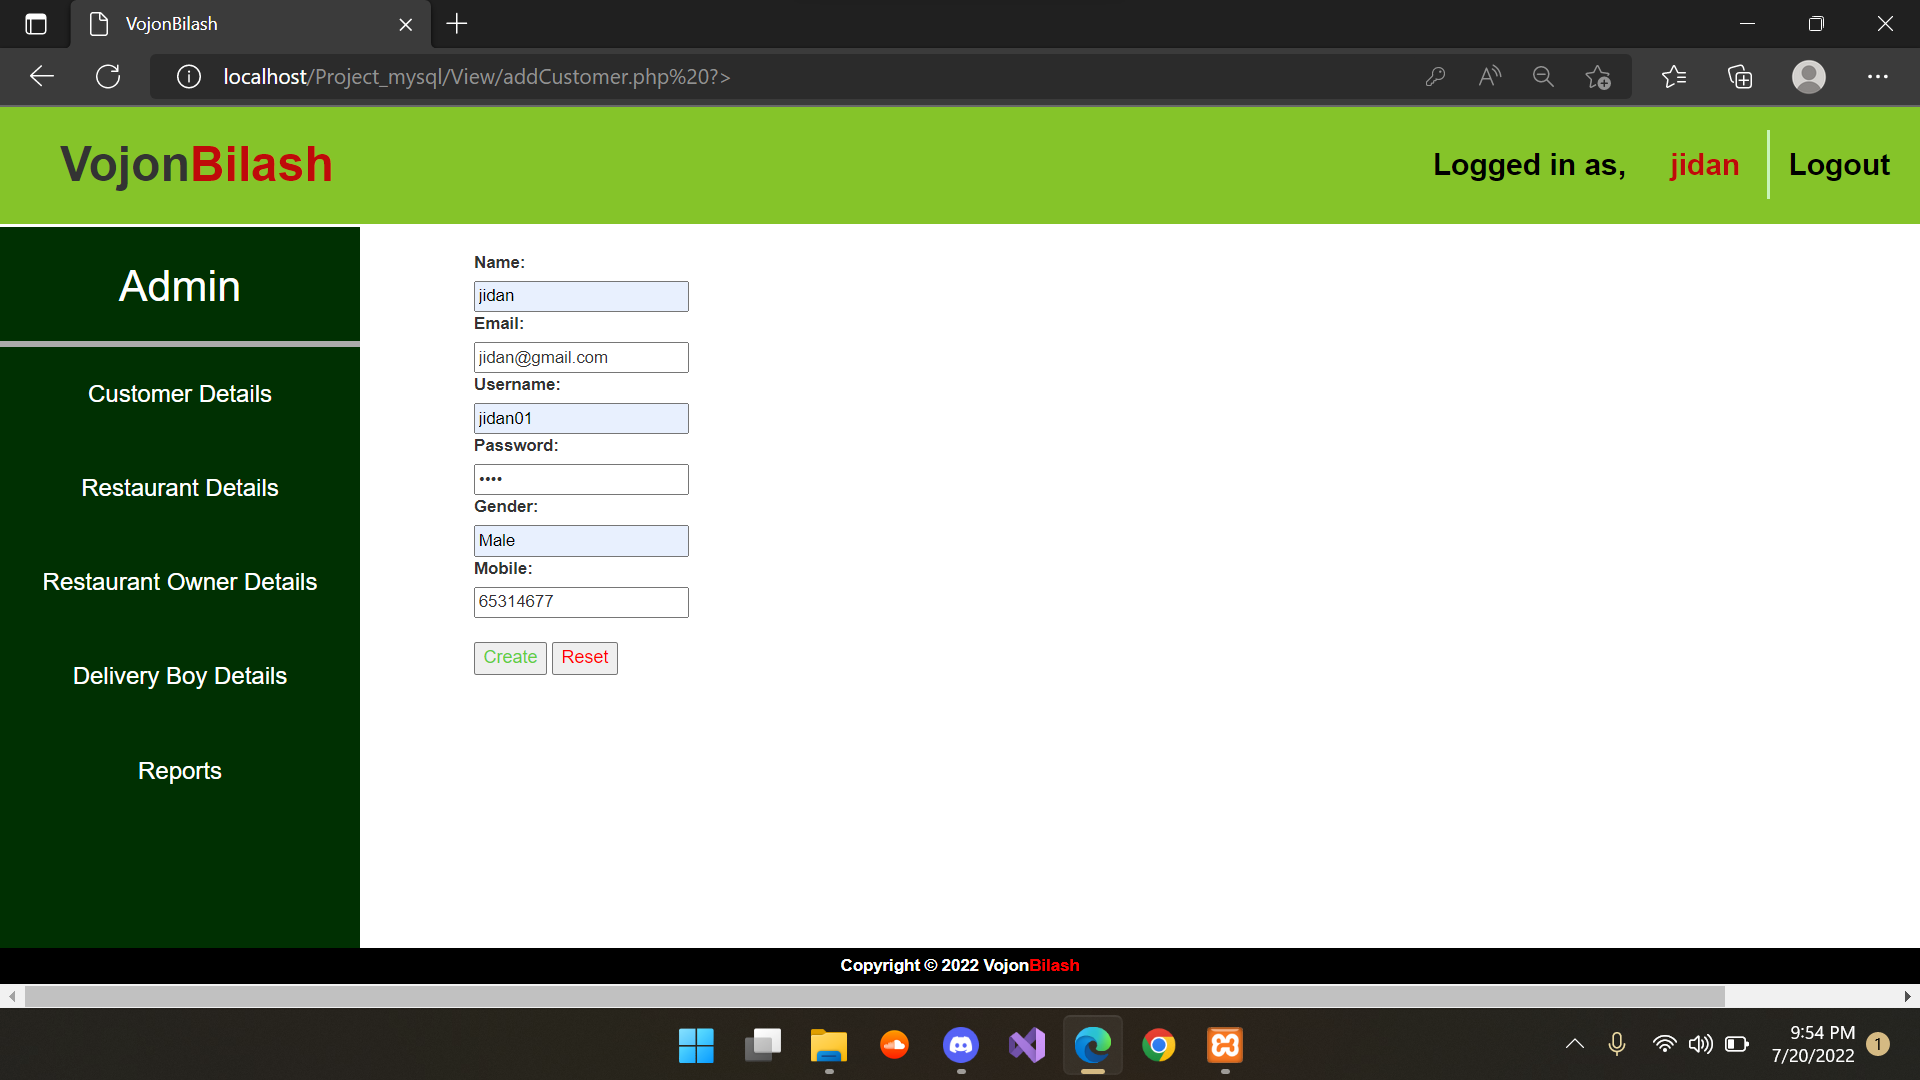 VojonBilash
localhost/Project_mysql/View/addCustomer.php%20?>
VojonBilash
Logged in as, jidan
Logout
Admin
Customer Details
Restaurant Details
Restaurant Owner Details
Delivery Boy Details
Reports
Name:
jidan
Email:
jidan@gmail.com
Username:
jidan01
Password:
••••
Gender:
Male
Mobile:
65314677
Create Reset
Copyright © 2022 VojonBilash
9:54 PM
7/20/2022
1